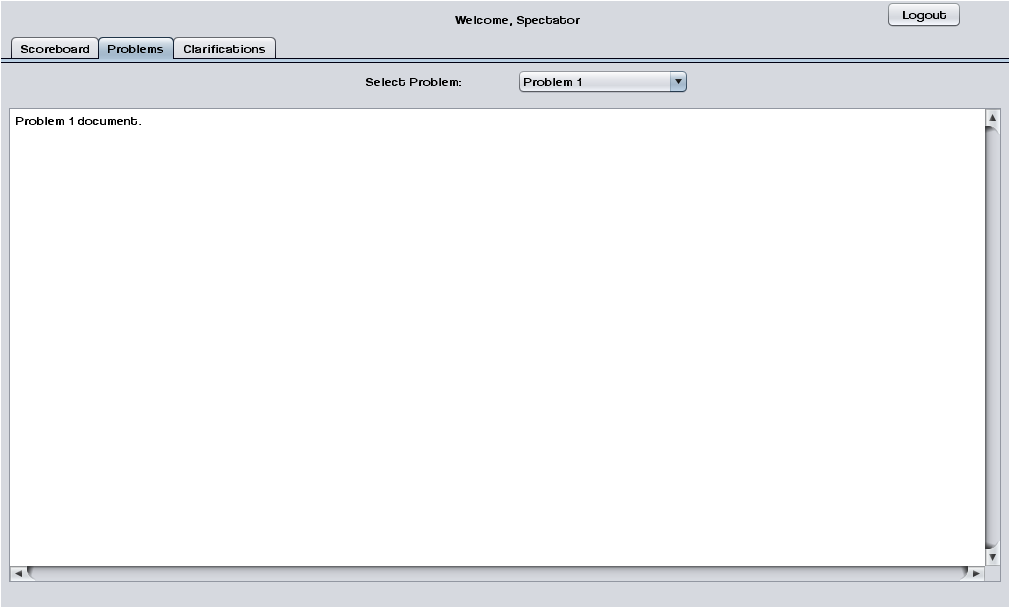 Welcome, Spectator
Logout
Scoreboard Problems Clarifications
Select Problem: Problem 1
Problem 1 document.